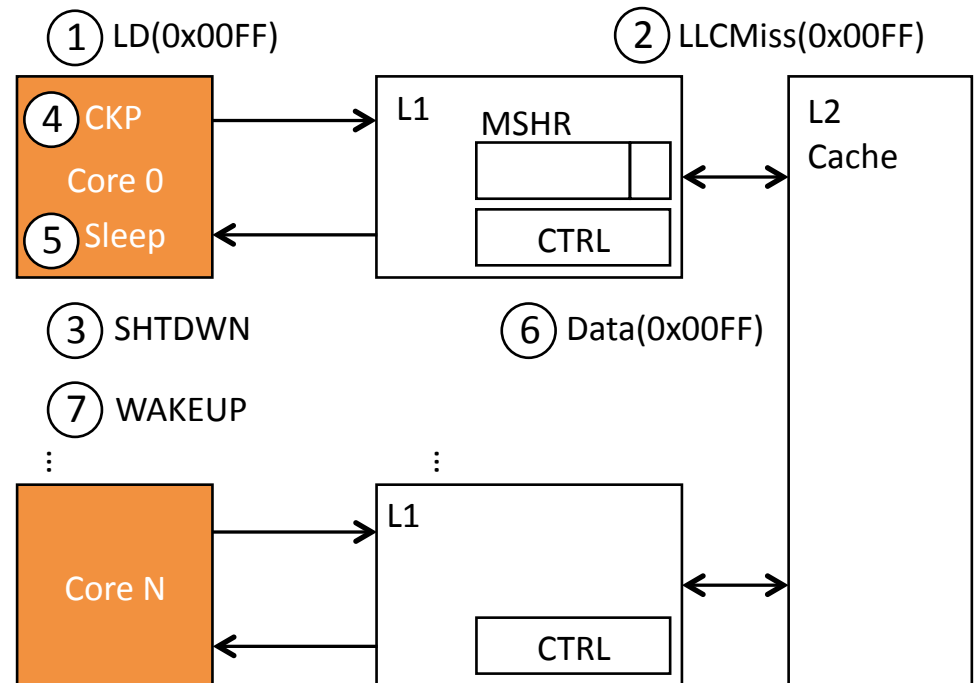 1 LD(0x00FF)
2 LLCMiss(0x00FF)
4 CKP
Core 0
5 Sleep
L1
MSHR
CTRL
L2
Cache
3 SHTDWN
6 Data(0x00FF)
7 WAKEUP
...
...
Core N
L1
CTRL